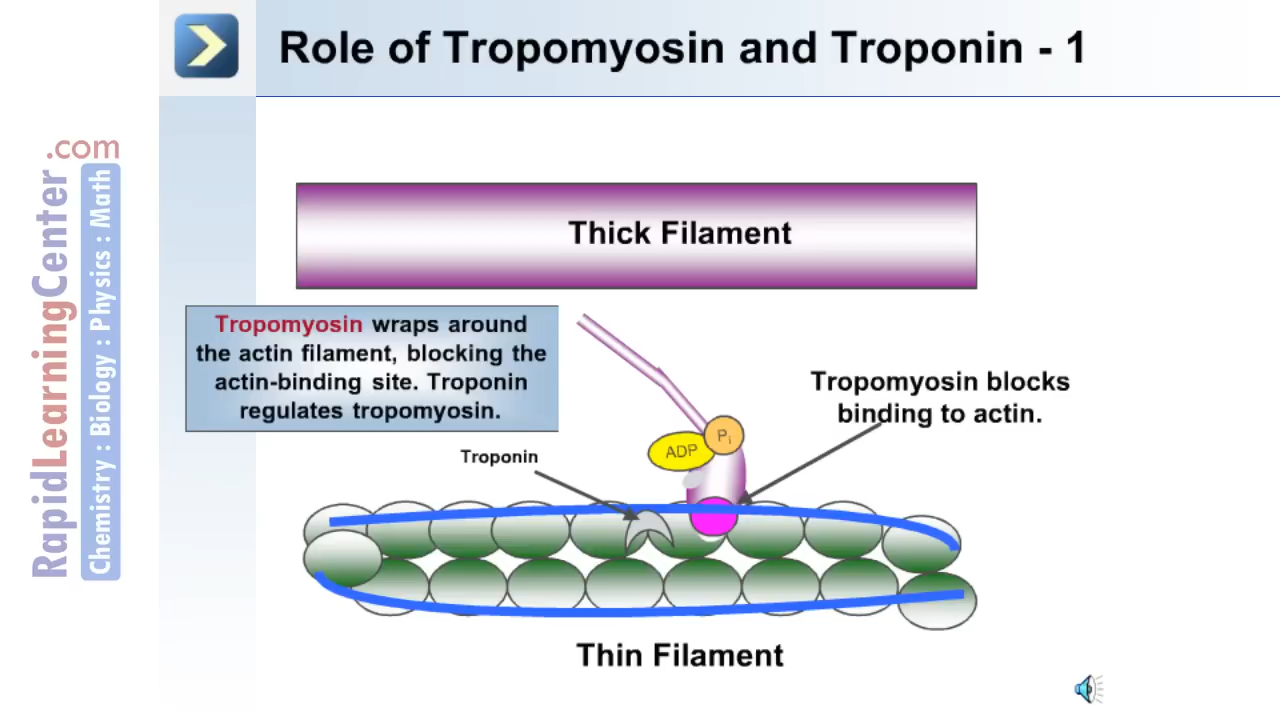 Role of Tropomyosin and Troponin - 1
RapidLearningCenter
.com
Chemistry : Biology : Physics : Math
Thick Filament
Tropomyosin wraps around
the actin filament, blocking the
actin-binding site. Troponin
regulates tropomyosin.
Tropomyosin blocks
binding to actin.
Pi
ADP
Troponin
Thin Filament